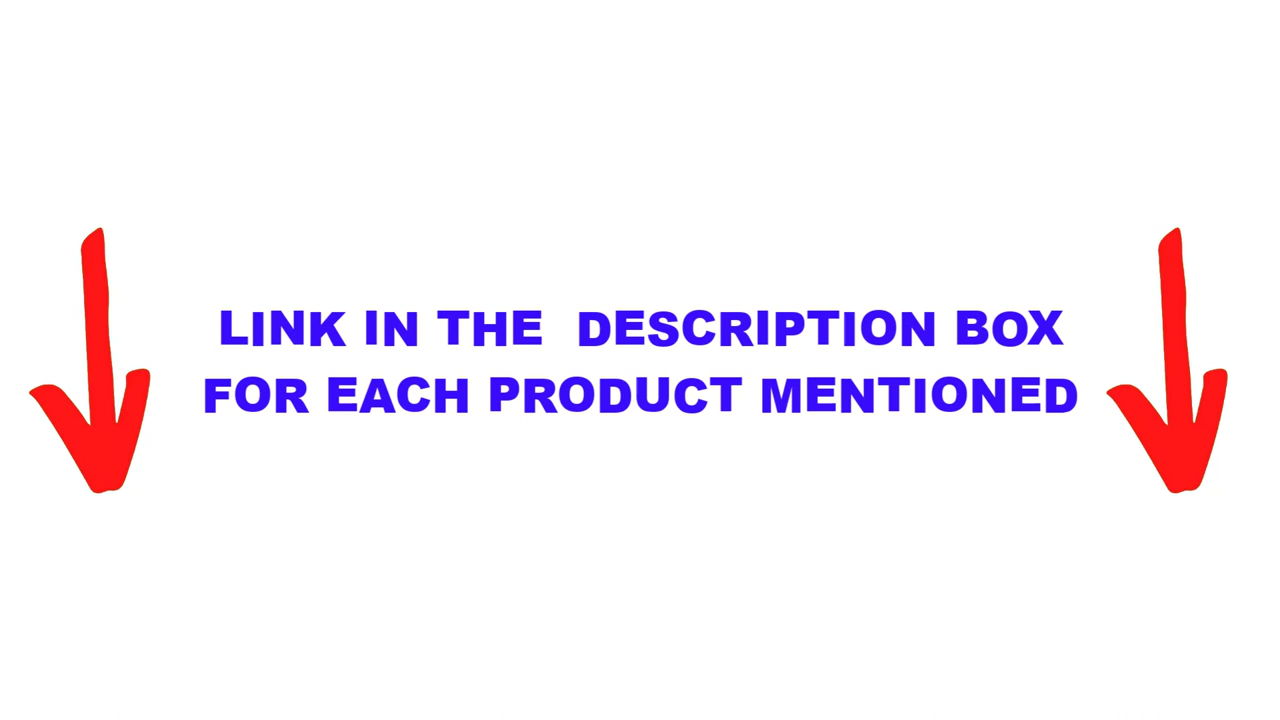 LINK IN THE  DESCRIPTION BOX
FOR EACH PRODUCT MENTIONED